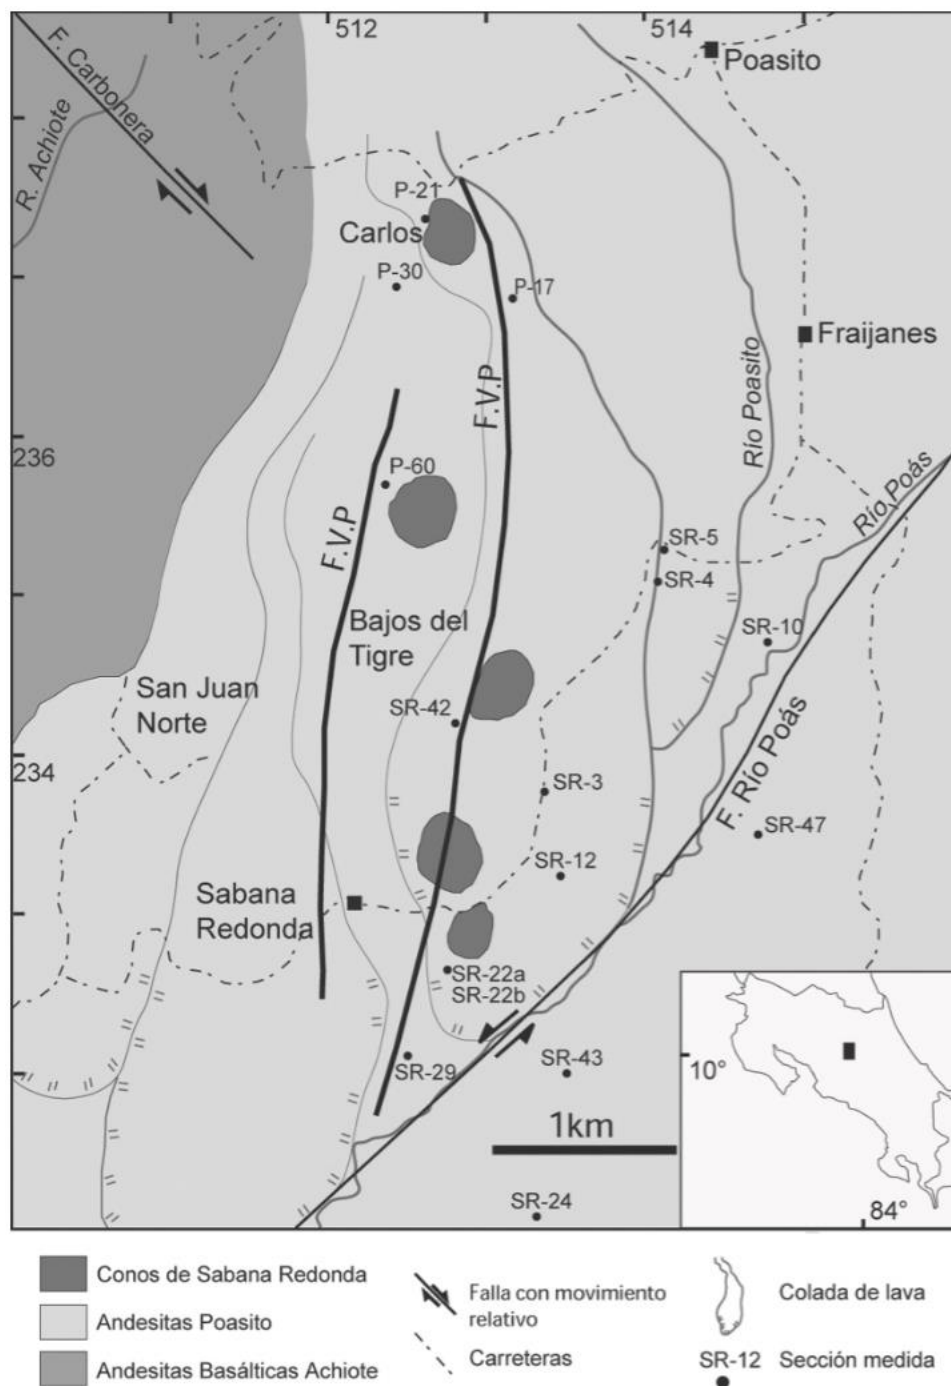 512
514
Poasito
F. Carbonera
R. Achiote
P-21
Carlos
P-30
P-17
Fraijanes
Río Poasito
F.V.P
236
P-60
Río Poás
F.V.P
SR-5
SR-4
Bajos del
Tigre
SR-10
San Juan
Norte
SR-42
234
SR-3
F. Río Poás
SR-47
SR-12
Sabana
Redonda
SR-22a
SR-22b
SR-29
SR-43
10°
1km
SR-24
84°
Conos de Sabana Redonda
Andesitas Poasito
Andesitas Basálticas Achiote
Falla con movimiento
relativo
Carreteras
Colada de lava
SR-12
Sección medida